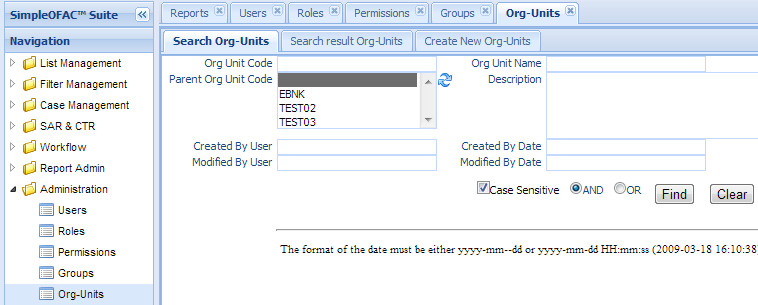 SimpleOFAC™ Suite
Navigation
List Management
Filter Management
Case Management
SAR & CTR
Workflow
Report Admin
Administration
Users
Roles
Permissions
Groups
Org-Units
Reports Users Roles Permissions Groups Org-Units
Search Org-Units Search result Org-Units Create New Org-Units
Org Unit Code Org Unit Name
Parent Org Unit Code Description
EBNK
TEST02
TEST03
Created By User Created By Date
Modified By User Modified By Date
Case Sensitive AND OR Find Clear
The format of the date must be either yyyy-mm--dd or yyyy-mm-dd HH:mm:ss (2009-03-18 16:10:38)